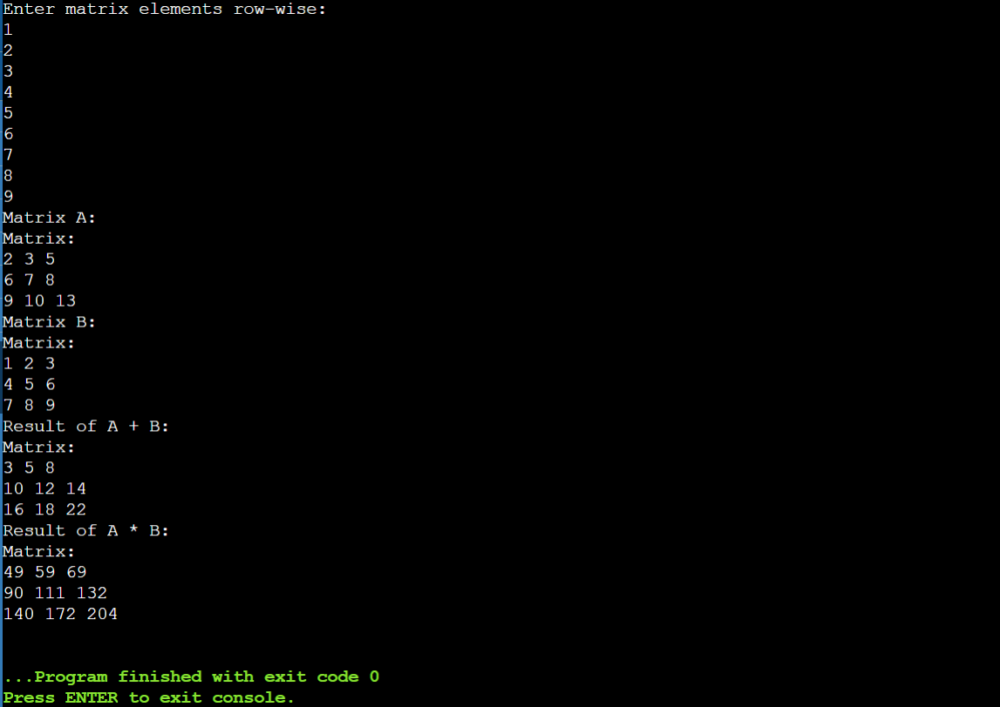 Enter matrix elements row-wise:
1
2
3
4
5
6
7
8
9
Matrix A:
Matrix:
2 3 5
6 7 8
9 10 13
Matrix B:
Matrix:
1 2 3
4 5 6
7 8 9
Result of A + B:
Matrix:
3 5 8
10 12 14
16 18 22
Result of A * B:
Matrix:
49 59 69
90 111 132
140 172 204
...Program finished with exit code 0
Press ENTER to exit console.